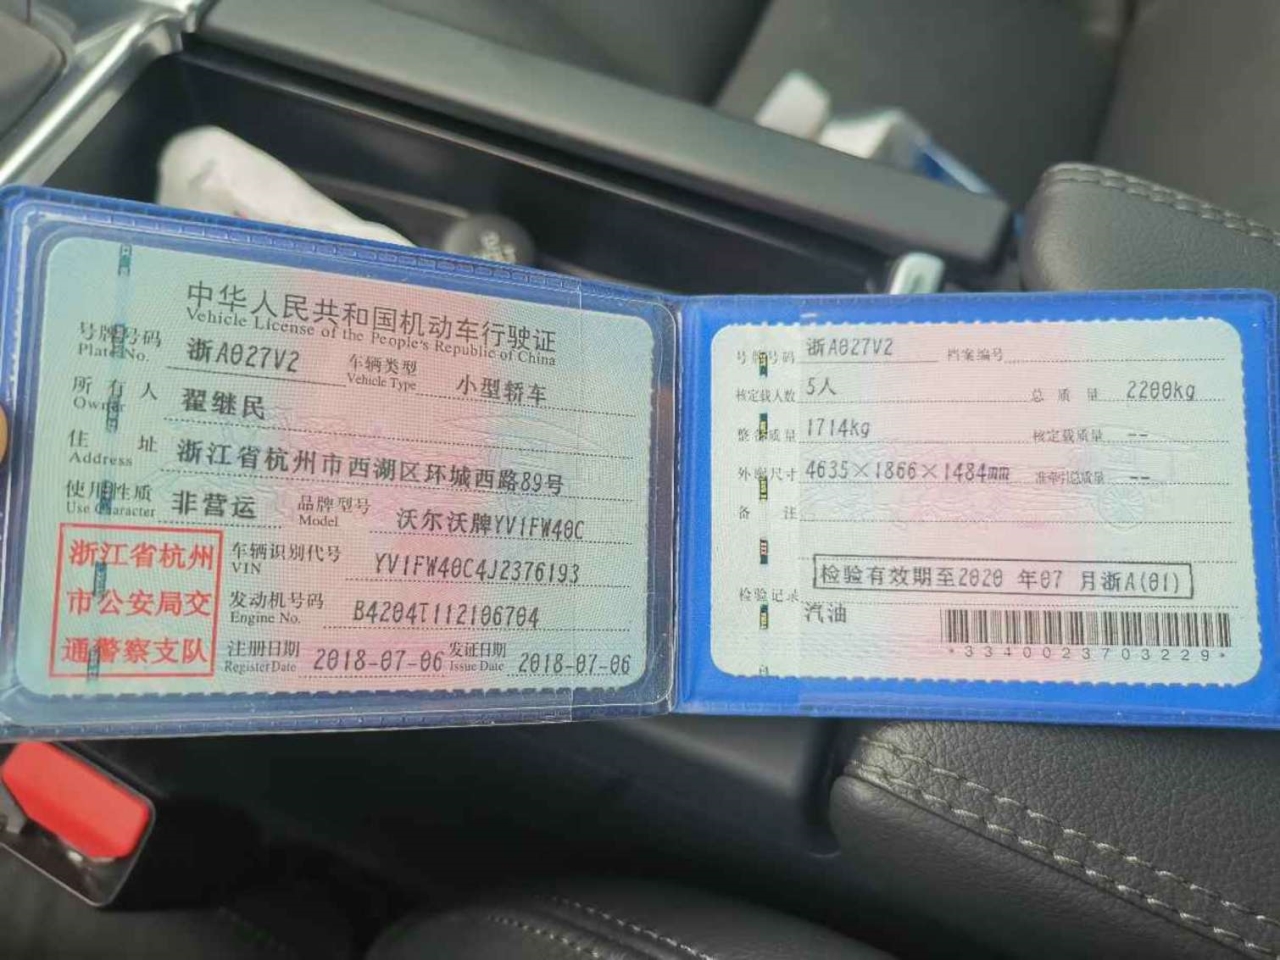 中华人民共和国机动车行驶证
Vehicle License of the People's Republic of China
号牌号码 浙A027V2 车辆类型 小型轿车
Plate No. Vehicle Type
所有人 翟继民
Owner
住址 浙江省杭州市西湖区环城西路89号
Address
使用性质 非营运 品牌型号 沃尔沃牌YV1FW40C
Use Character Model
浙江省杭州
市公安局交
通警察支队
车辆识别代号 YV1FW40C4J2376193
VIN
发动机号码 B4204T112106704
Engine No.
注册日期 2018-07-06 发证日期 2018-07-06
Register Date Issue Date
号牌号码 浙A027V2 档案编号
核定载人数 5人 总质量 2200kg
整备质量 1714kg 核定载质量 --
外廓尺寸 4635×1866×1484mm 准牵引总质量 --
备注
检验有效期至2020 年07 月浙A(01)
检验记录
汽油
*3340023703229*